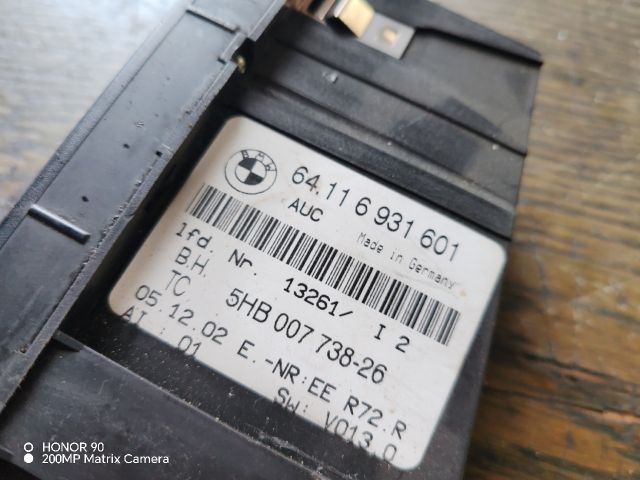 BMW
64.11 6 931 601
AUC Made in Germany
lfd. Nr. 13261/ I 2
B.H.
TC 5HB 007 738-26
05.12.02 E.-NR:EE R72.R
AI : 01 SW: V013.0
HONOR 90
200MP Matrix Camera